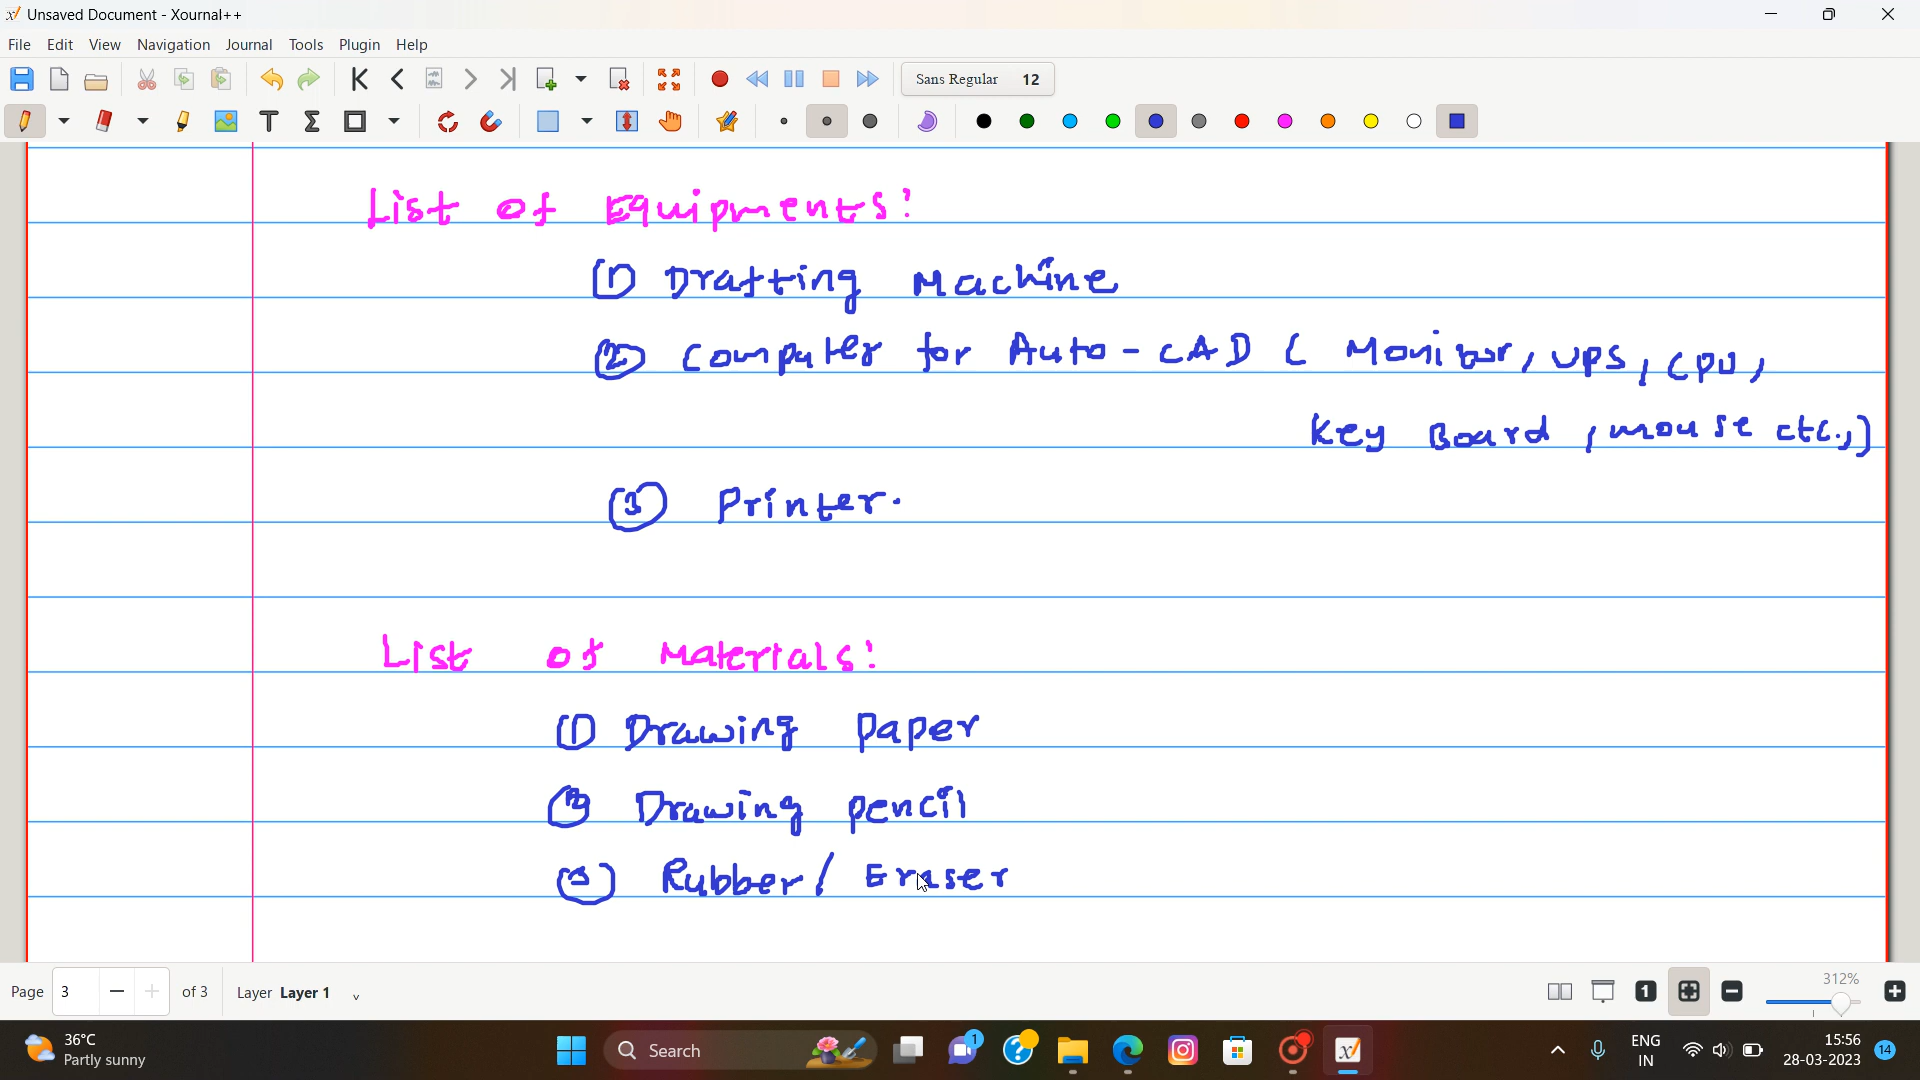 Unsaved Document - Xournal++
File Edit View Navigation Journal Tools Plugin Help
Sans Regular 12
List of Equipments:
(1) Drafting Machine
(2) Computer for Auto-CAD ( Monitor, UPS, CPU,
Key Board, mouse etc.,)
(3) Printer.
List of Materials:
(1) Drawing Paper
(2) Drawing pencil
(3) Rubber/ Eraser
Page 3 of 3 Layer Layer 1
312%
1
36°C
Partly sunny
Search
1
ENG
IN
15:56
28-03-2023
14